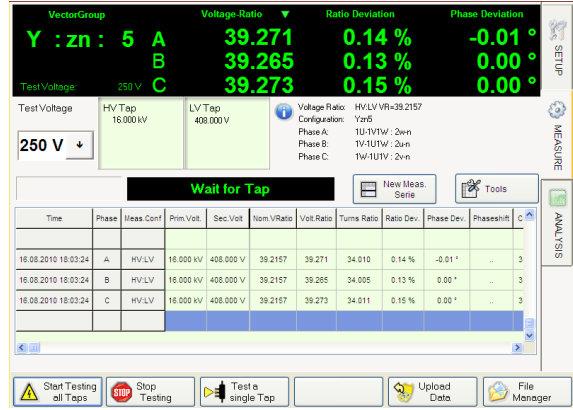 VectorGroup Voltage-Ratio ▼ Ratio Deviation Phase Deviation
Y : zn : 5 A 39.271 0.14 % -0.01 °
B 39.265 0.13 % 0.00 °
Test Voltage: 250 V C 39.273 0.15 % 0.00 °
SETUP
MEASURE
ANALYSIS
Test Voltage
250 V
HV Tap
16.000 kV
LV Tap
408.000 V
Voltage Ratio: HV:LV VR=39.2157
Configuration: Yzn5
Phase A: 1U-1V1W : 2w-n
Phase B: 1V-1U1W : 2u-n
Phase C: 1W-1U1V : 2v-n
Wait for Tap
New Meas.
Serie
Tools
Time Phase Meas.Conf Prim.Volt. Sec.Volt Nom.VRatio Volt.Ratio Turns Ratio Ratio Dev. Phase Dev. Phaseshift C
16.08.2010 18:03:24 A HV:LV 16.000 kV 408.000 V 39.2157 39.271 34.010 0.14 % -0.01 ° .. 3
16.08.2010 18:03:24 B HV:LV 16.000 kV 408.000 V 39.2157 39.265 34.005 0.13 % 0.00 ° .. 3
16.08.2010 18:03:24 C HV:LV 16.000 kV 408.000 V 39.2157 39.273 34.011 0.15 % 0.00 ° .. 3
Start Testing
all Taps
STOP
Stop
Testing
Test a
single Tap
Upload
Data
File
Manager